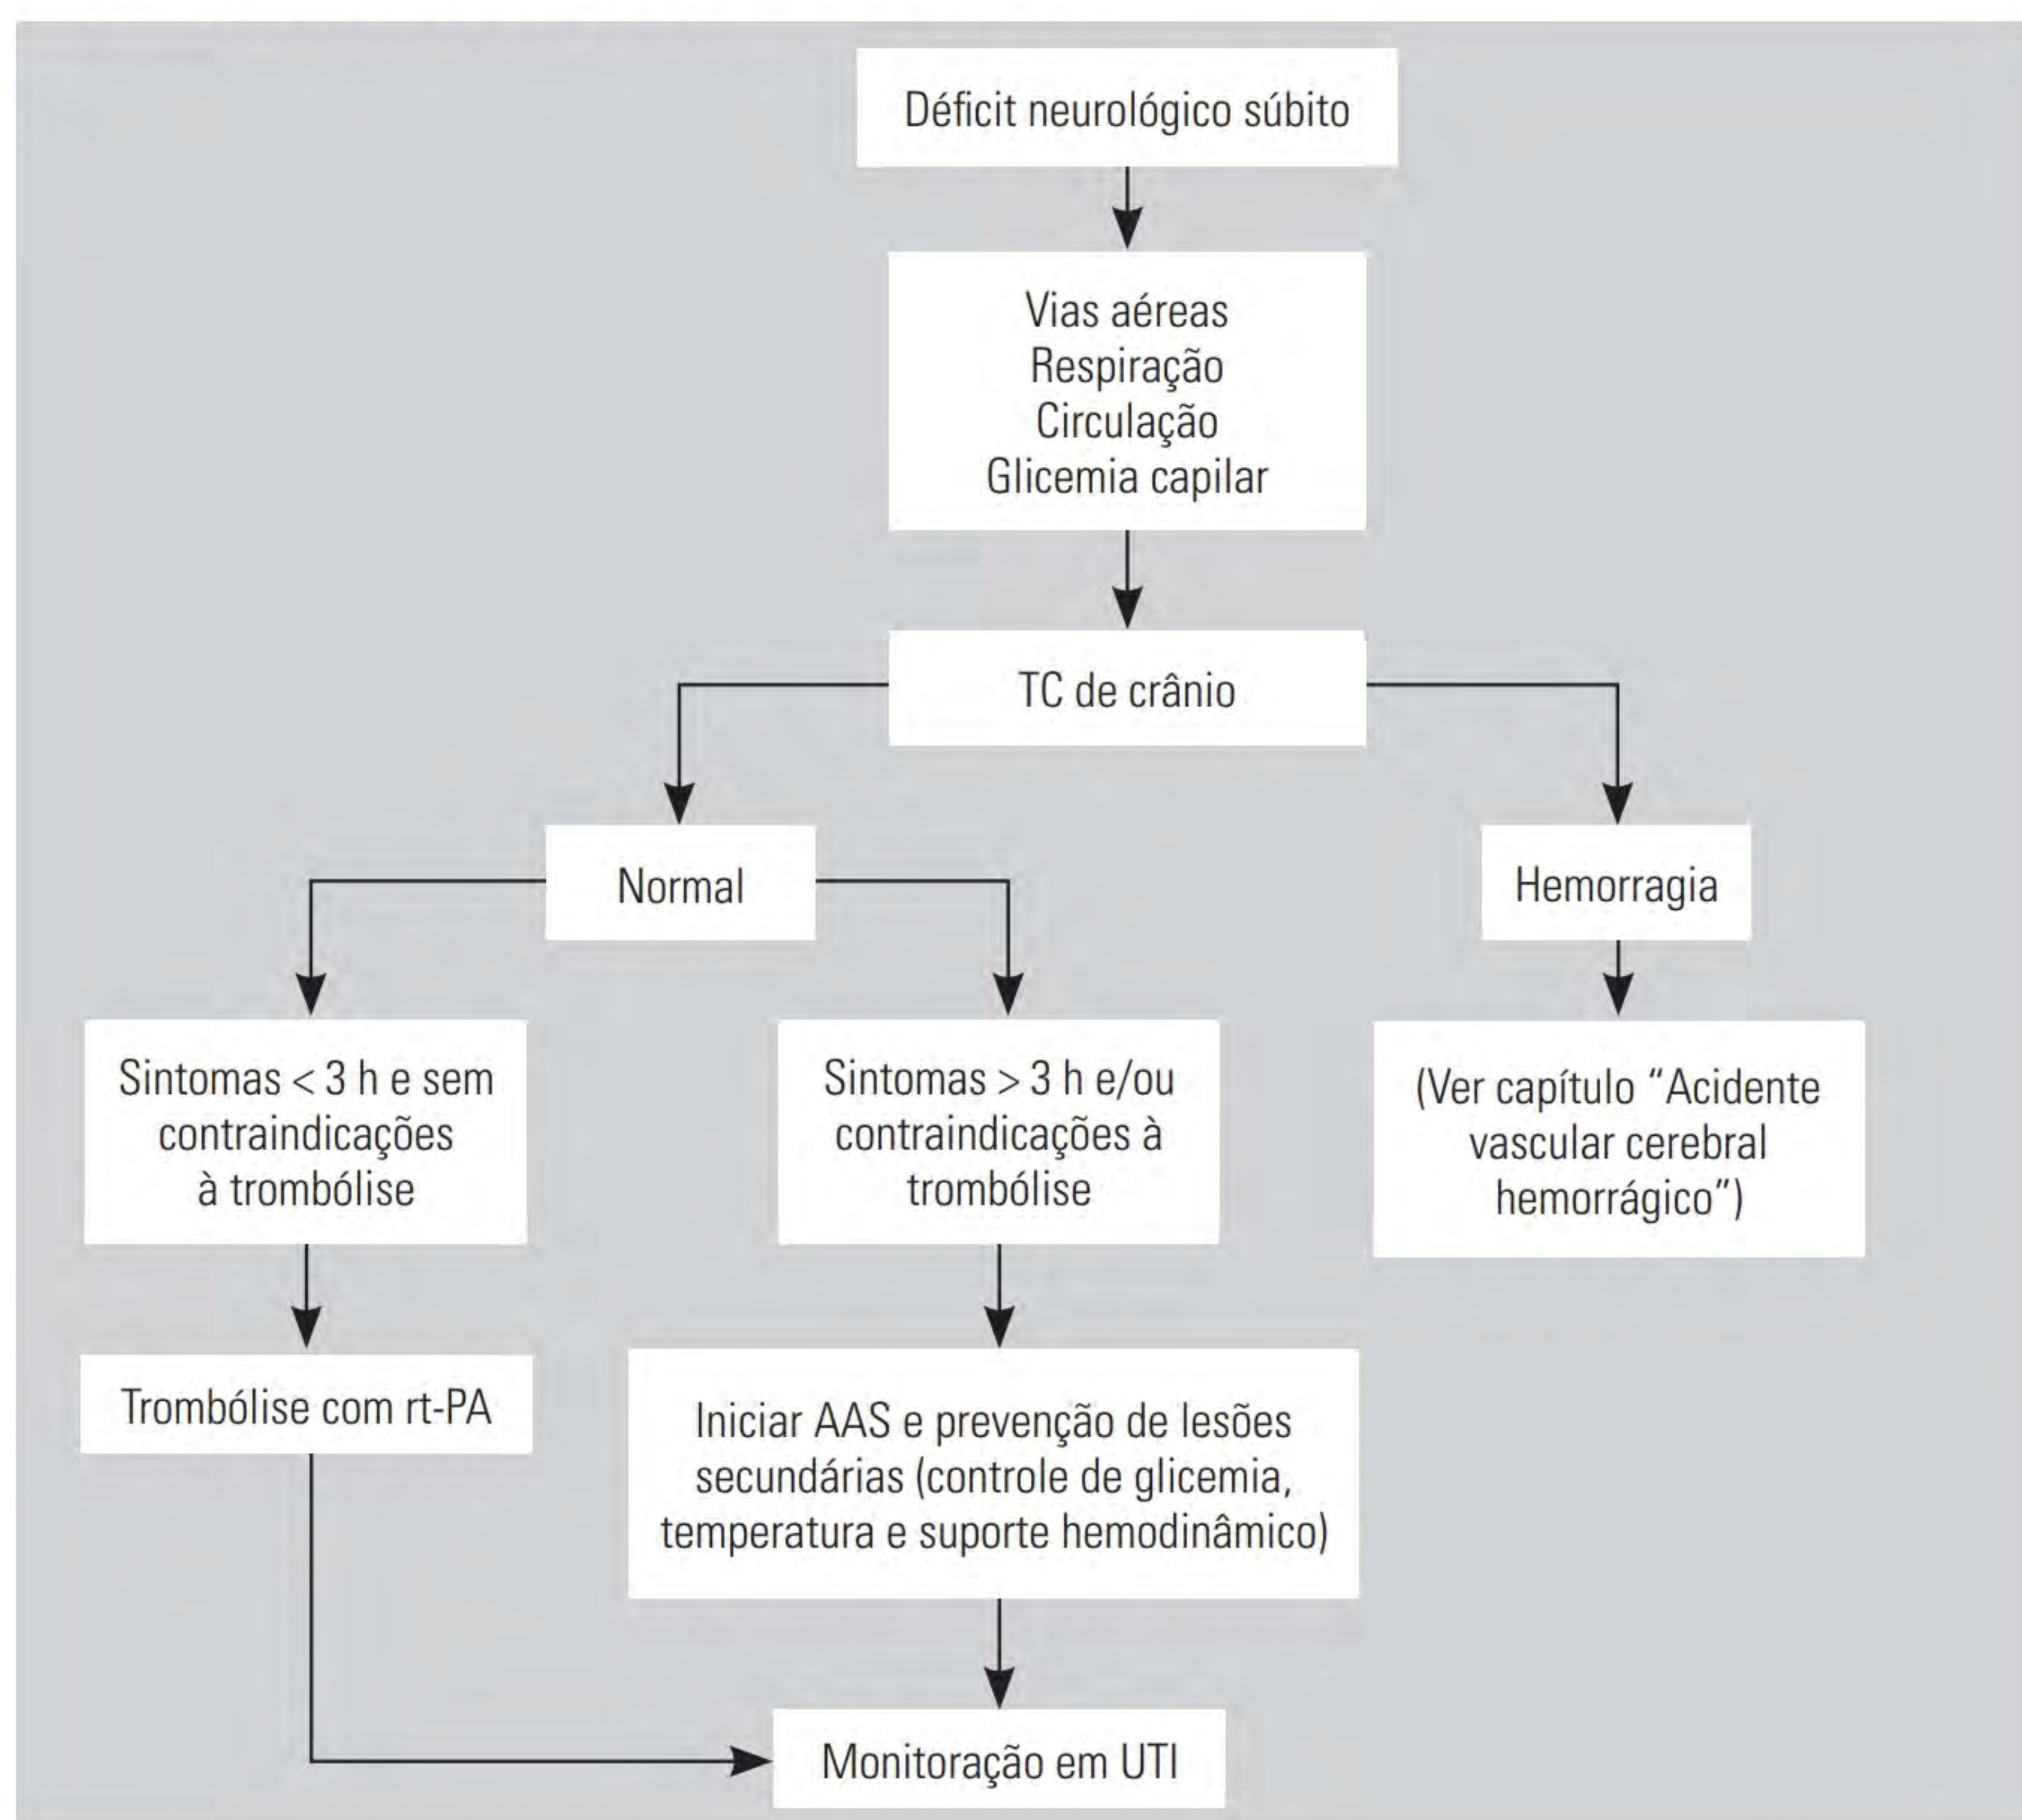 Déficit neurológico súbito
Vias aéreas
Respiração
Circulação
Glicemia capilar
TC de crânio
Normal
Hemorragia
Sintomas < 3 h e sem
contraindicações
à trombólise
Sintomas > 3 h e/ou
contraindicações à
trombólise
(Ver capítulo “Acidente
vascular cerebral
hemorrágico”)
Trombólise com rt-PA
Iniciar AAS e prevenção de lesões
secundárias (controle de glicemia,
temperatura e suporte hemodinâmico)
Monitoração em UTI